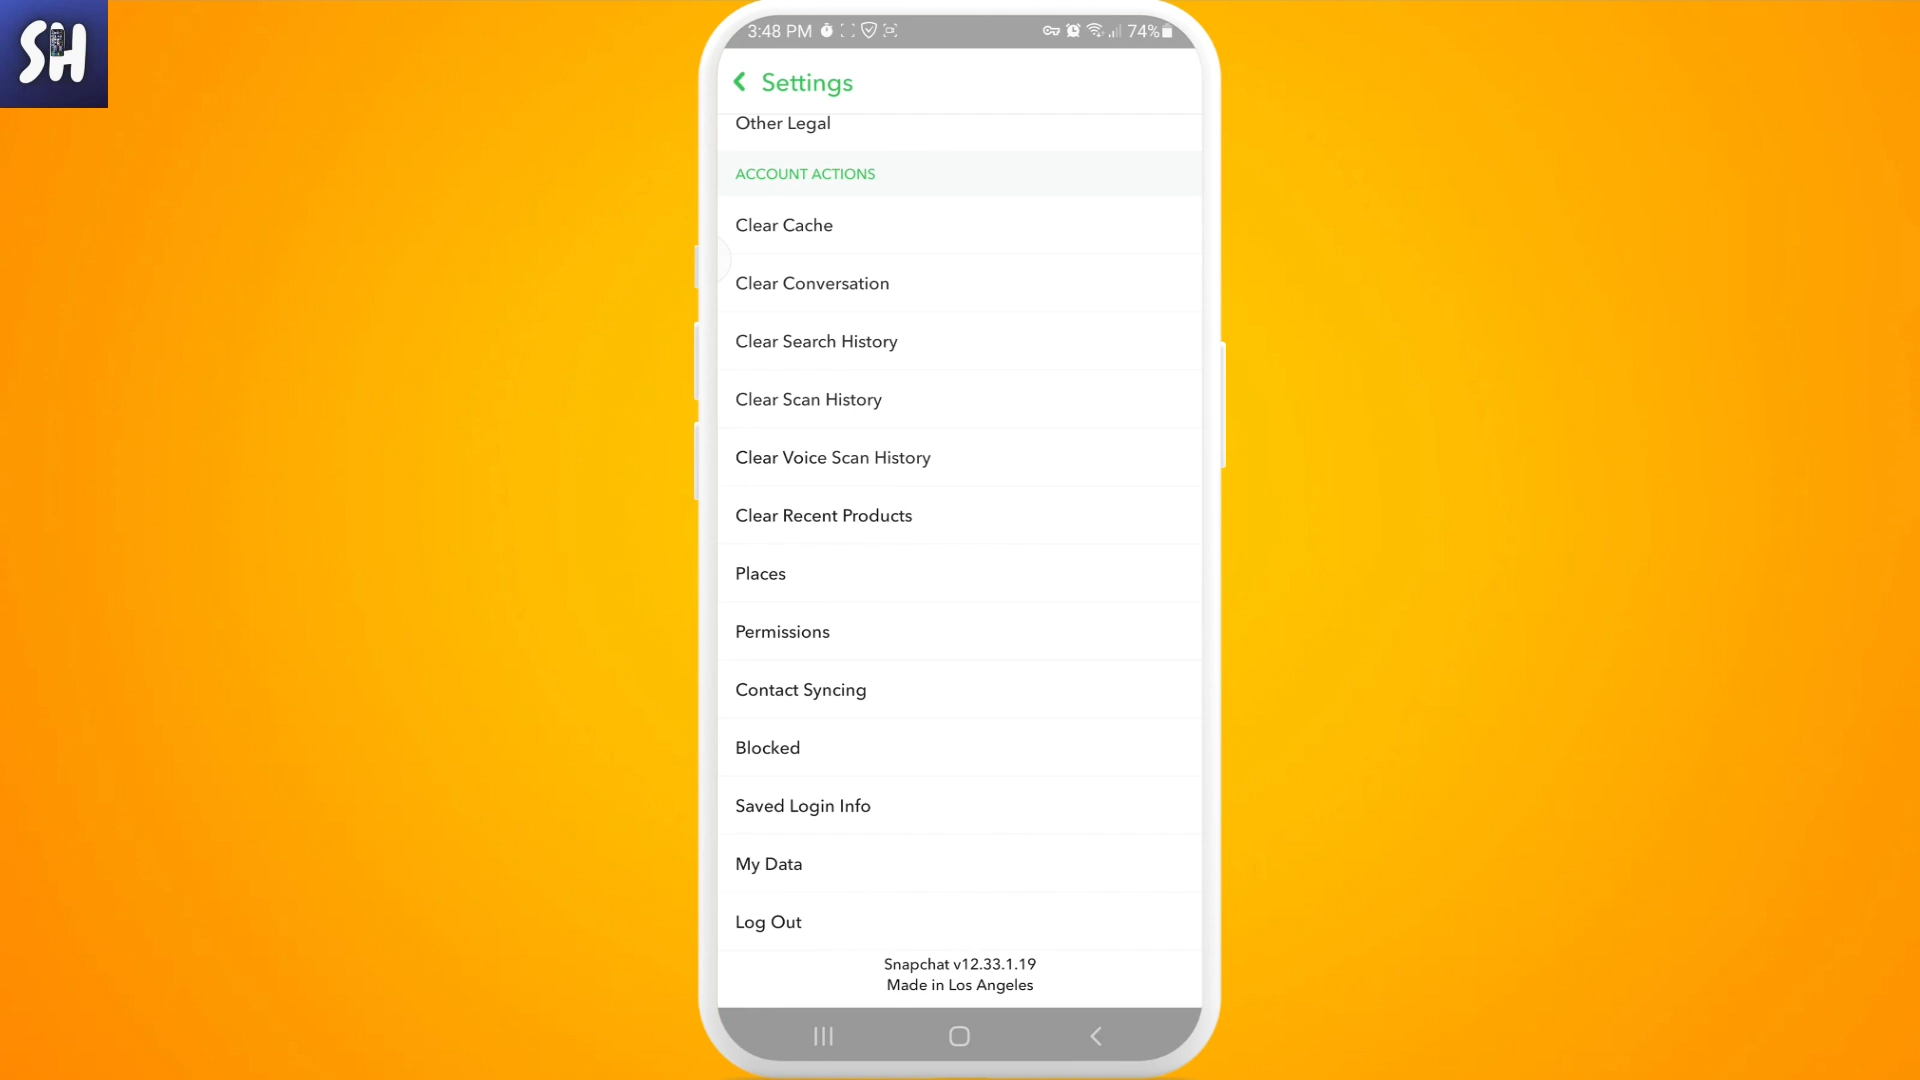 SH
3:48 PM 74%
Settings
Other Legal
ACCOUNT ACTIONS
Clear Cache
Clear Conversation
Clear Search History
Clear Scan History
Clear Voice Scan History
Clear Recent Products
Places
Permissions
Contact Syncing
Blocked
Saved Login Info
My Data
Log Out
Snapchat v12.33.1.19
Made in Los Angeles